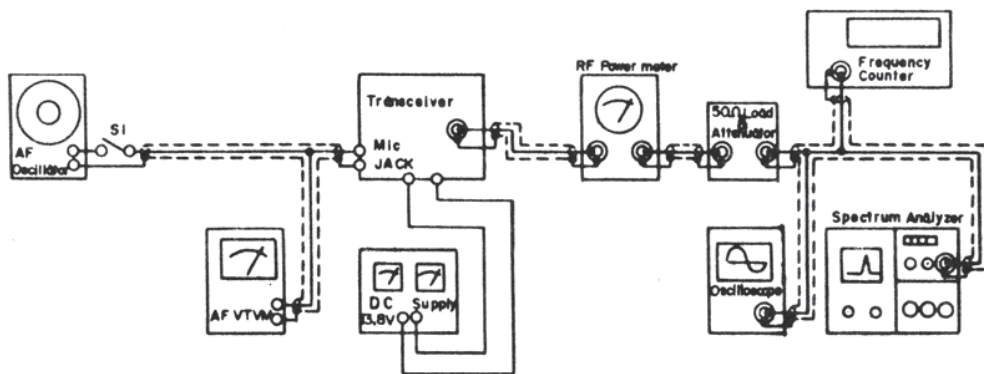 AF
Oscillator
S1
AF VTVM
Transceiver
Mic
JACK
DC Supply
13.8V
RF Power meter
50Ω Load
&
Attenuator
Frequency
Counter
Oscilloscope
Spectrum Analyzer